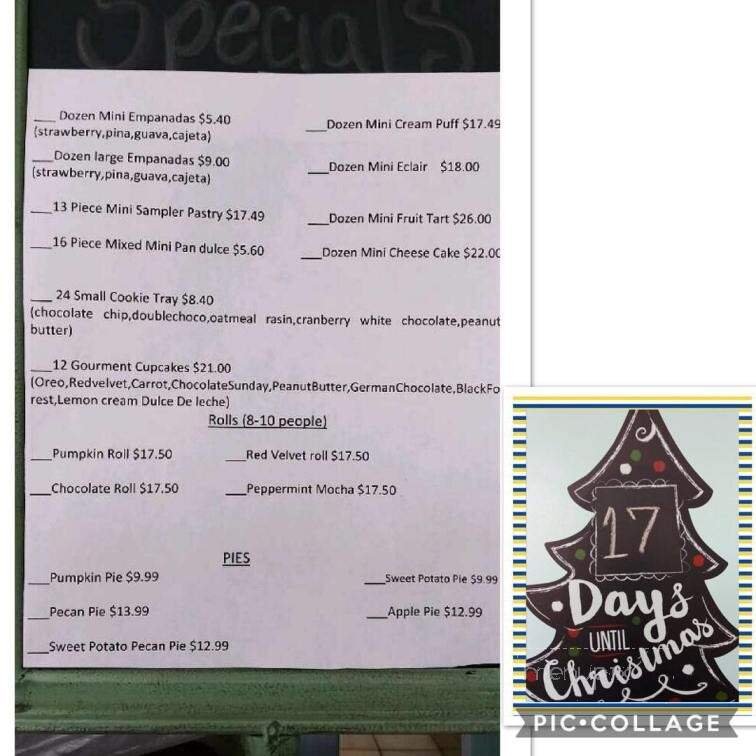 Specials
___ Dozen Mini Empanadas $5.40
(strawberry,pina,guava,cajeta)
___Dozen large Empanadas $9.00
(strawberry,pina,guava,cajeta)
___13 Piece Mini Sampler Pastry $17.49
___16 Piece Mixed Mini Pan dulce $5.60
___Dozen Mini Cream Puff $17.49
___Dozen Mini Eclair $18.00
___Dozen Mini Fruit Tart $26.00
___Dozen Mini Cheese Cake $22.00
___ 24 Small Cookie Tray $8.40
(chocolate chip,doublechoco,oatmeal rasin,cranberry white chocolate,peanut
butter)
___12 Gourment Cupcakes $21.00
(Oreo,Redvelvet,Carrot,ChocolateSunday,PeanutButter,GermanChocolate,BlackFo
rest,Lemon cream Dulce De leche)
Rolls (8-10 people)
___Pumpkin Roll $17.50 ___Red Velvet roll $17.50
___Chocolate Roll $17.50 ___Peppermint Mocha $17.50
PIES
___Pumpkin Pie $9.99 ___Sweet Potato Pie $9.99
___Pecan Pie $13.99 ___Apple Pie $12.99
___Sweet Potato Pecan Pie $12.99
17
Days
UNTIL
Christmas
PIC•COLLAGE